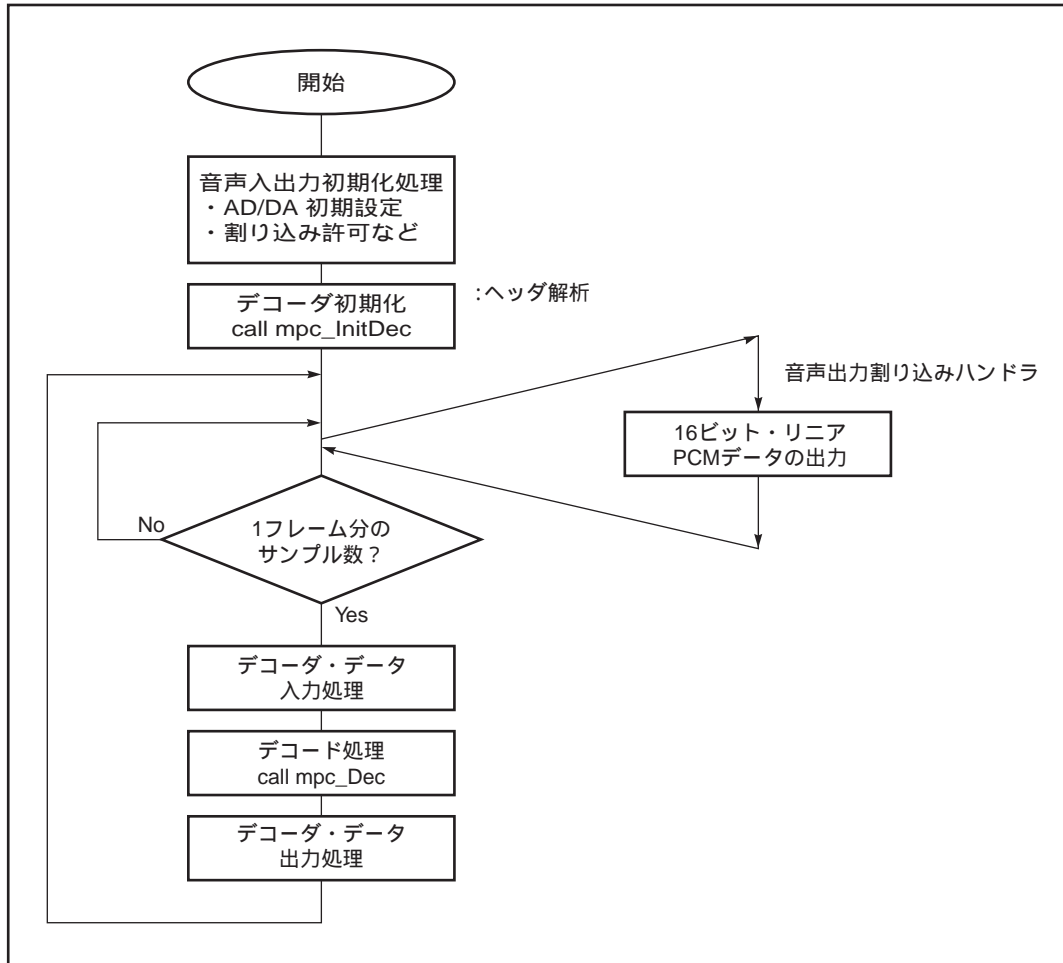 開始
音声入出力初期化処理
・AD/DA 初期設定
・割り込み許可など
デコーダ初期化
call mpc_InitDec
:ヘッダ解析
音声出力割り込みハンドラ
16ビット・リニア
PCMデータの出力
No
1フレーム分の
サンプル数？
Yes
デコーダ・データ
入力処理
デコード処理
call mpc_Dec
デコーダ・データ
出力処理